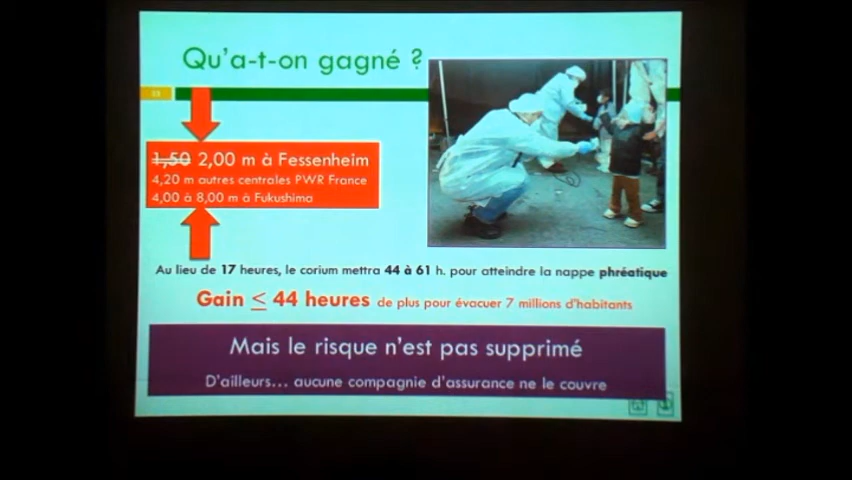 Qu'a-t-on gagné ?
1,50 2,00 m à Fessenheim
4,20 m autres centrales PWR France
4,00 à 8,00 m à Fukushima
Au lieu de 17 heures, le corium mettra 44 à 61 h. pour atteindre la nappe phréatique
Gain ≤ 44 heures de plus pour évacuer 7 millions d'habitants
Mais le risque n'est pas supprimé
D'ailleurs... aucune compagnie d'assurance ne le couvre